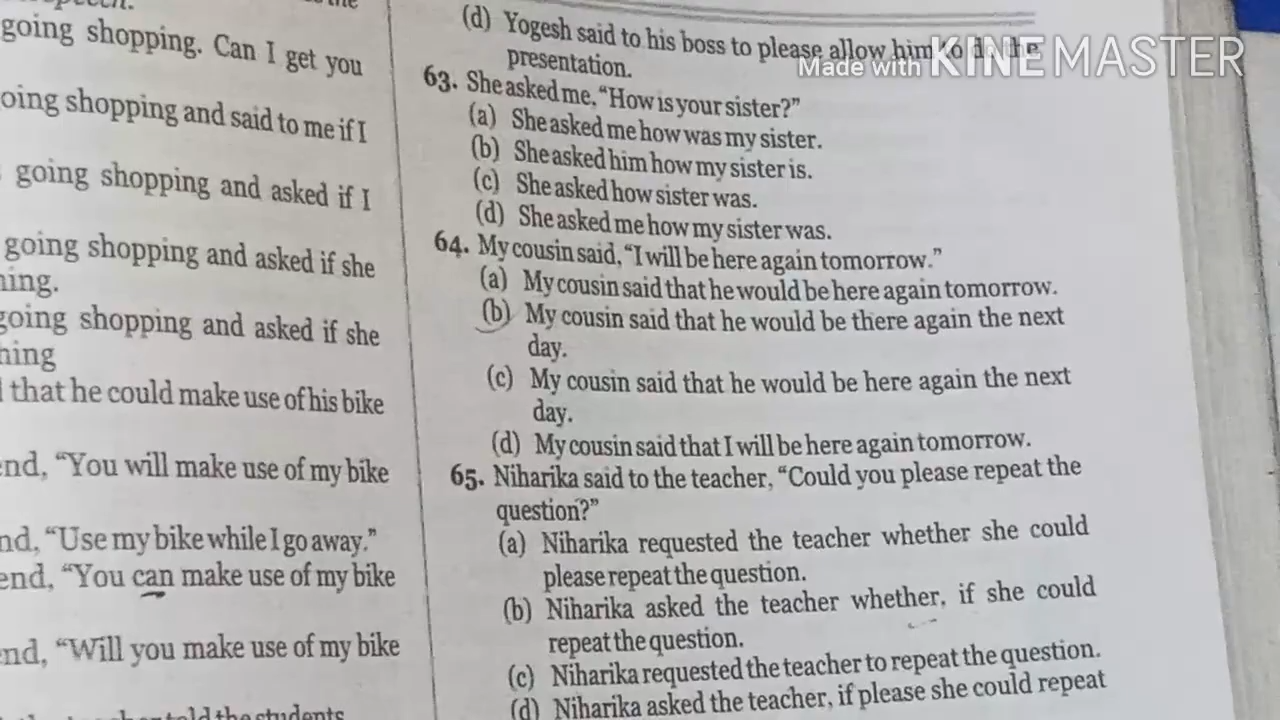 going shopping. Can I get you
oing shopping and said to me if I
going shopping and asked if I
going shopping and asked if she
hing.
going shopping and asked if she
hing
that he could make use of his bike
end, “You will make use of my bike
nd, “Use my bike while I go away.”
end, “You can make use of my bike
nd, “Will you make use of my bike
told the students
(d) Yogesh said to his boss to please allow him to do the
presentation.
63. She asked me, “How is your sister?”
(a) She asked me how was my sister.
(b) She asked him how my sister is.
(c) She asked how sister was.
(d) She asked me how my sister was.
64. My cousin said, “I will be here again tomorrow.”
(a) My cousin said that he would be here again tomorrow.
(b) My cousin said that he would be there again the next
day.
(c) My cousin said that he would be here again the next
day.
(d) My cousin said that I will be here again tomorrow.
65. Niharika said to the teacher, “Could you please repeat the
question?”
(a) Niharika requested the teacher whether she could
please repeat the question.
(b) Niharika asked the teacher whether, if she could
repeat the question.
(c) Niharika requested the teacher to repeat the question.
(d) Niharika asked the teacher, if please she could repeat
Made with KINEMASTER